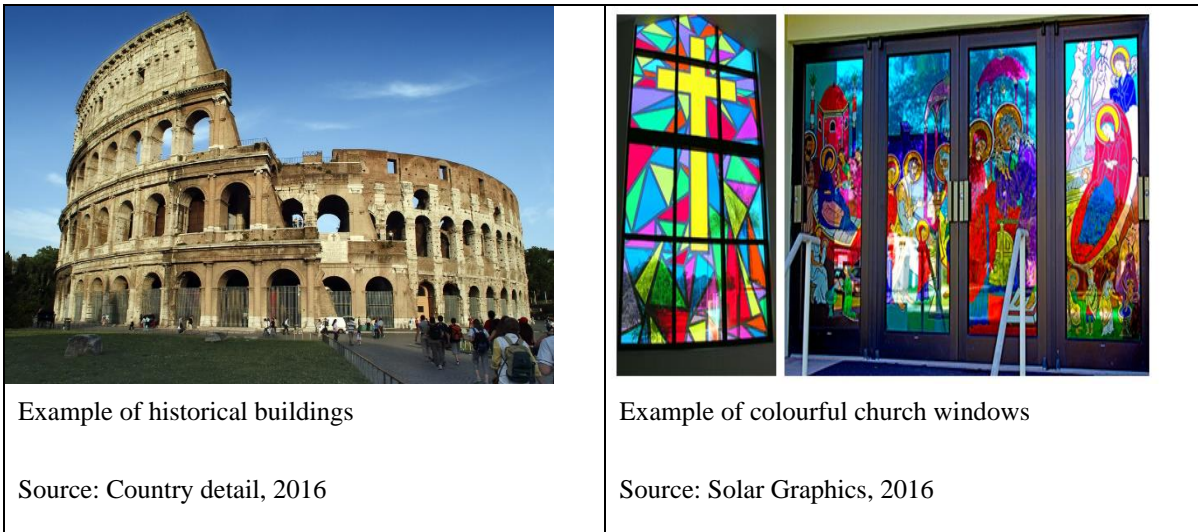 Example of historical buildings
Source: Country detail, 2016
Example of colourful church windows
Source: Solar Graphics, 2016